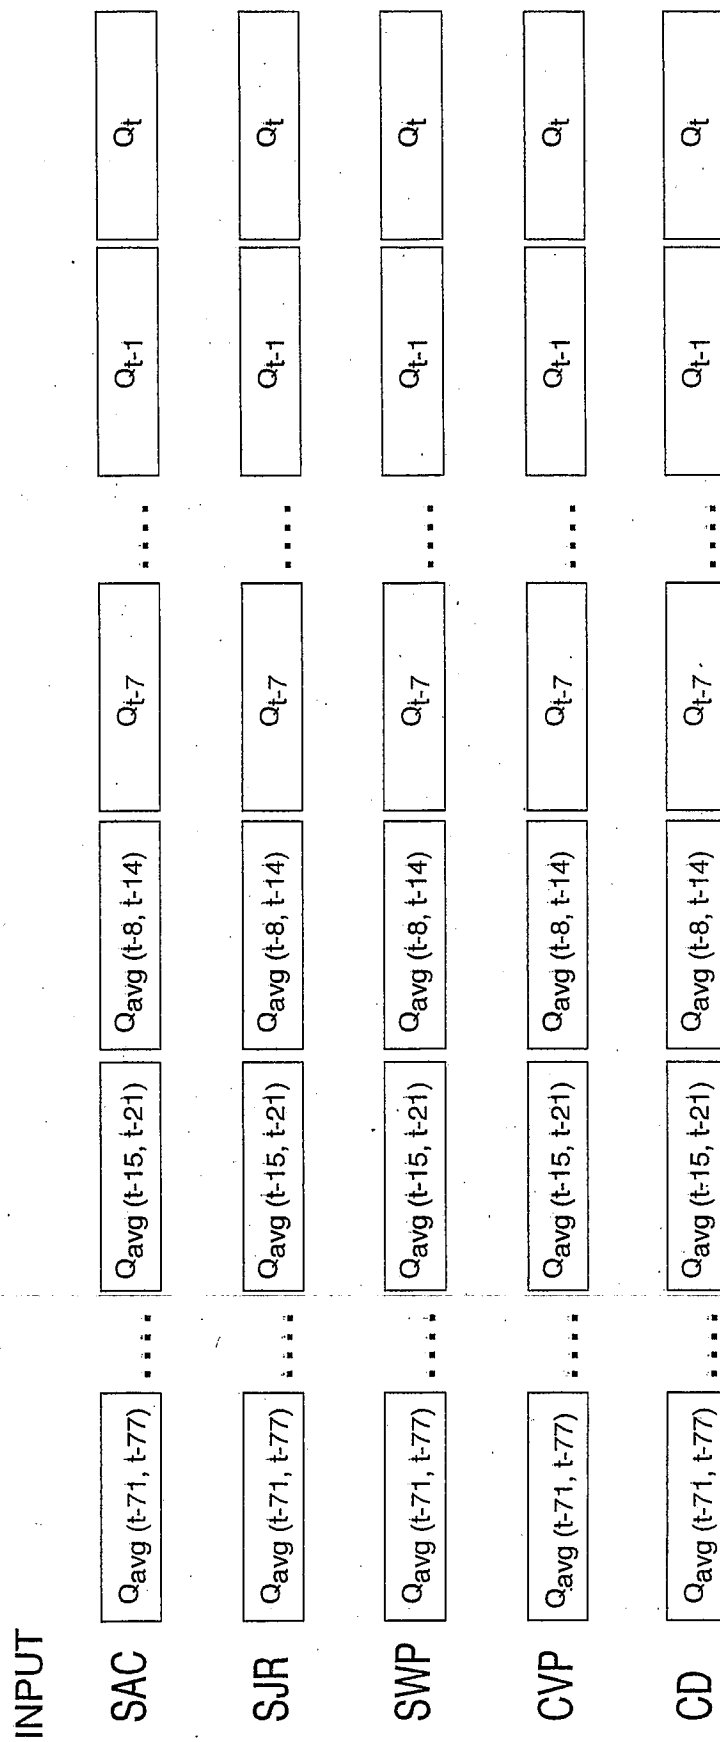 INPUT
SAC Qavg (t-71, t-77) .... Qavg (t-15, t-21) Qavg (t-8, t-14) Qt-7 .... Qt-1 Qt
SJR Qavg (t-71, t-77) .... Qavg (t-15, t-21) Qavg (t-8, t-14) Qt-7 .... Qt-1 Qt
SWP Qavg (t-71, t-77) .... Qavg (t-15, t-21) Qavg (t-8, t-14) Qt-7 .... Qt-1 Qt
CVP Qavg (t-71, t-77) .... Qavg (t-15, t-21) Qavg (t-8, t-14) Qt-7 .... Qt-1 Qt
CD Qavg (t-71, t-77) .... Qavg (t-15, t-21) Qavg (t-8, t-14) Qt-7 .... Qt-1 Qt